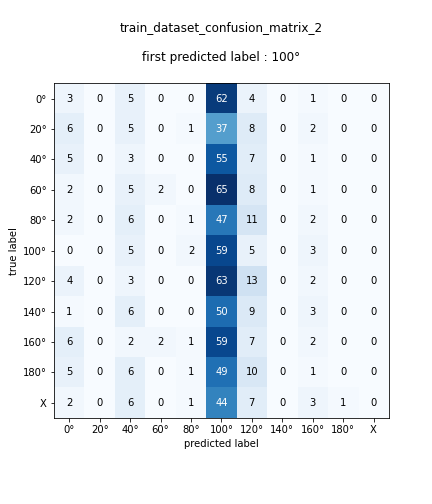 train_dataset_confusion_matrix_2
first predicted label : 100°
0° 3 0 5 0 0 62 4 0 1 0 0
20° 6 0 5 0 1 37 8 0 2 0 0
40° 5 0 3 0 0 55 7 0 1 0 0
60° 2 0 5 2 0 65 8 0 1 0 0
80° 2 0 6 0 1 47 11 0 2 0 0
100° 0 0 5 0 2 59 5 0 3 0 0
120° 4 0 3 0 0 63 13 0 2 0 0
140° 1 0 6 0 0 50 9 0 3 0 0
160° 6 0 2 2 1 59 7 0 2 0 0
180° 5 0 6 0 1 49 10 0 1 0 0
X 2 0 6 0 1 44 7 0 3 1 0
true label
0° 20° 40° 60° 80° 100° 120° 140° 160° 180° X
predicted label